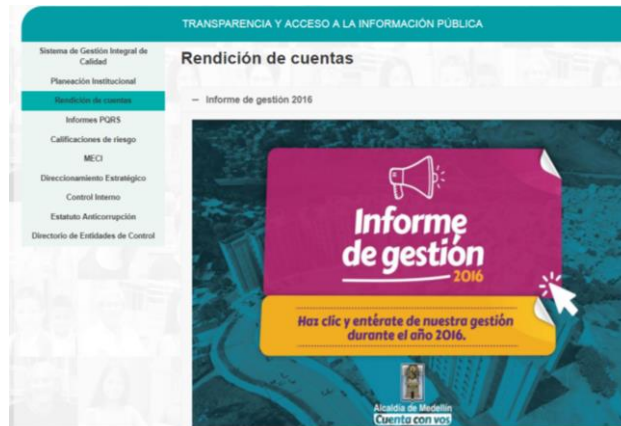 TRANSPARENCIA Y ACCESO A LA INFORMACIÓN PÚBLICA
Sistema de Gestión Integral de
Calidad
Planeación Institucional
Rendición de cuentas
Informes PQRS
Calificaciones de riesgo
MECI
Direccionamiento Estratégico
Control Interno
Estatuto Anticorrupción
Directorio de Entidades de Control
Rendición de cuentas
– Informe de gestión 2016
Informe
de gestión
2016
Haz clic y entérate de nuestra gestión
durante el año 2016.
Alcaldía de Medellín
Cuenta con vos